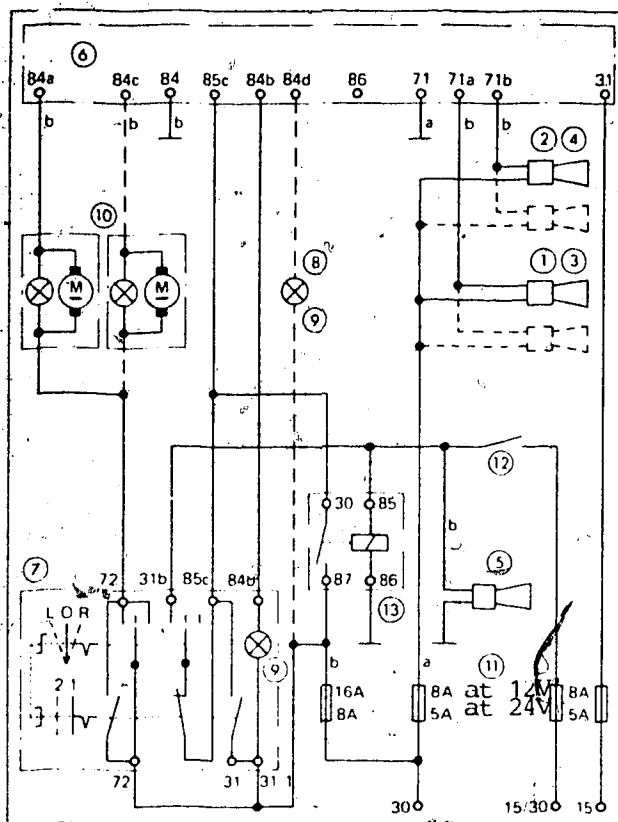 6
84a 84c 84 85c 84b 84d 86 71 71a 71b 31
b b b a b b
2 4
10
8
1 3
M M
9
12
30 85
b
7
72 31b 85c 84b
87 86
5
13
L O R
9
11
b a
2 1
16A 8A at 12V 8A
8A 5A at 24V 5A
72 31 31 1
30 15/30 15